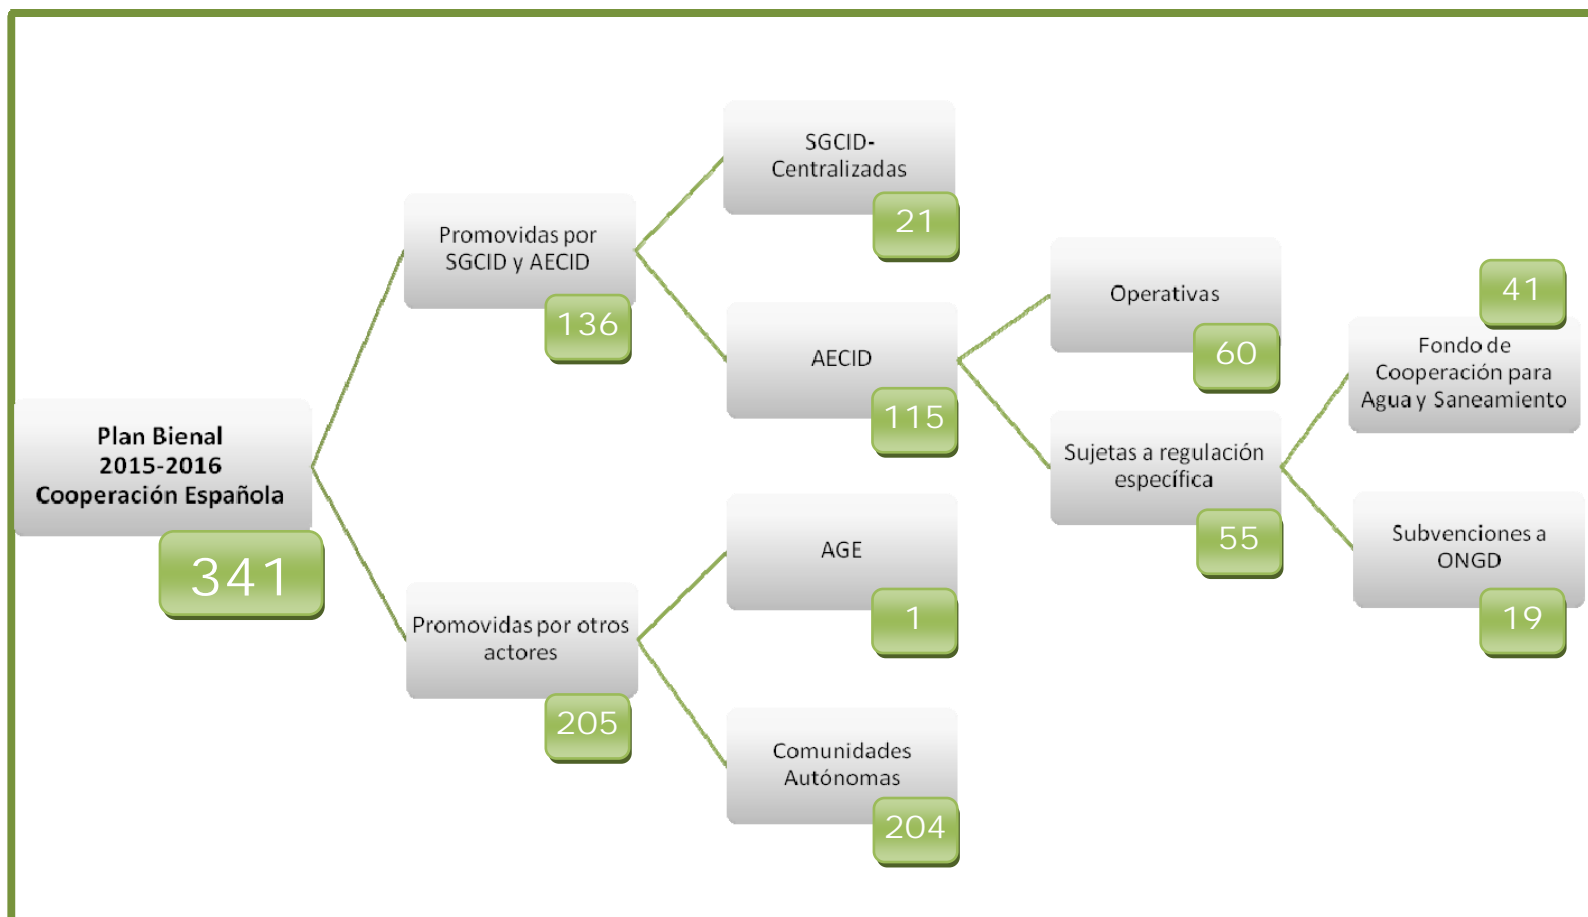 Plan Bienal
2015-2016
Cooperación Española
341
Promovidas por
SGCID y AECID
136
SGCID-
Centralizadas
21
AECID
115
Operativas
60
Sujetas a regulación
específica
55
41
Fondo de
Cooperación para
Agua y Saneamiento
Subvenciones a
ONGD
19
Promovidas por otros
actores
205
AGE
1
Comunidades
Autónomas
204